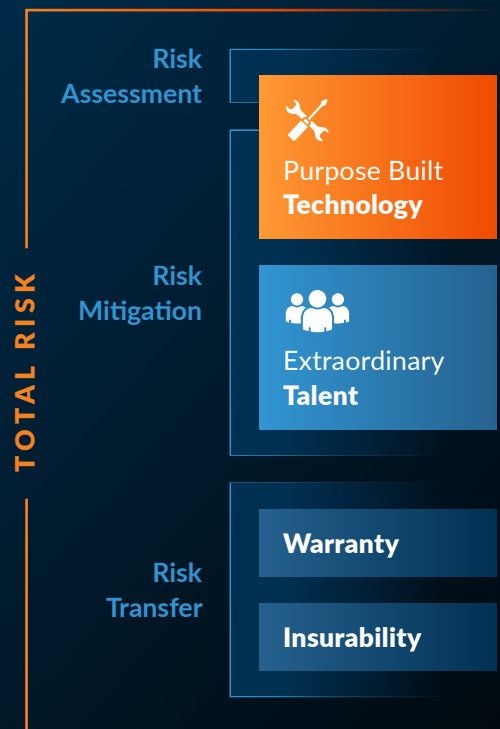 TOTAL RISK
Risk
Assessment
Purpose Built
Technology
Risk
Mitigation
Extraordinary
Talent
Risk
Transfer
Warranty
Insurability